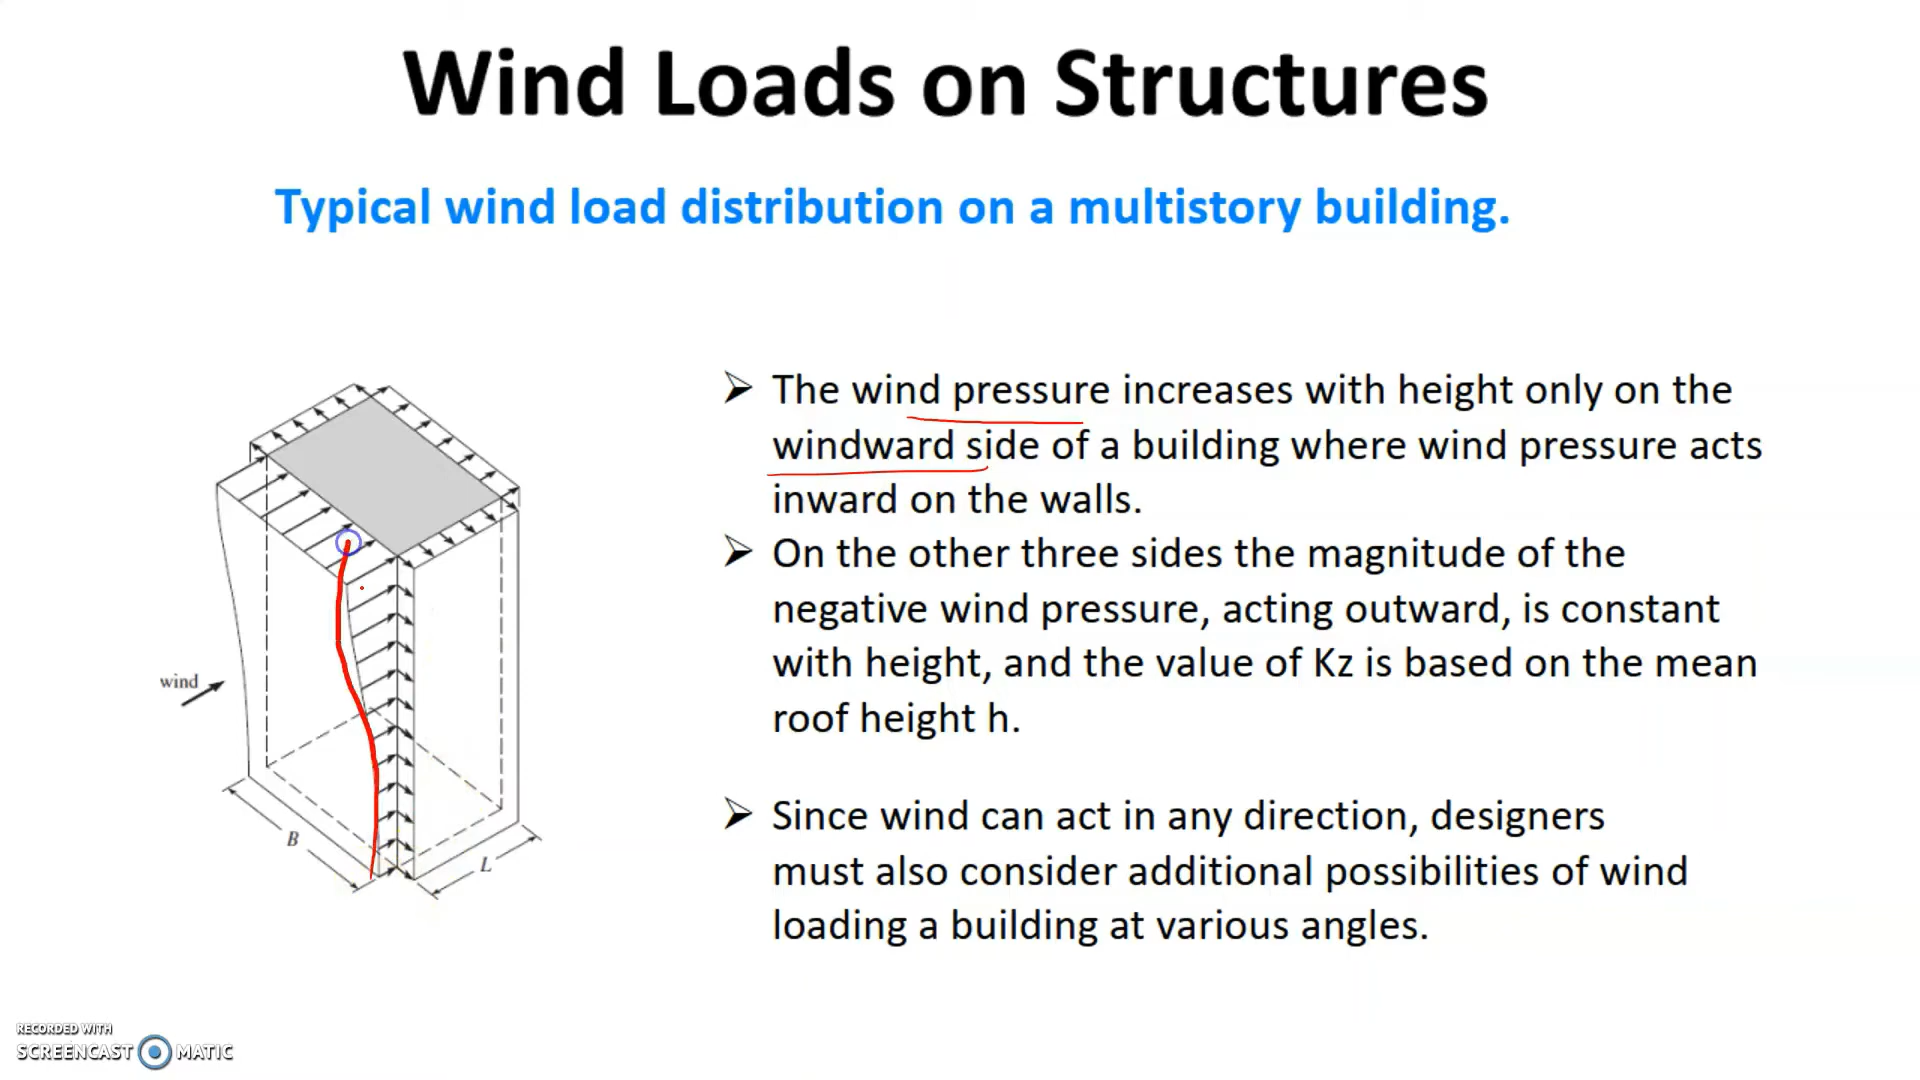 Wind Loads on Structures
Typical wind load distribution on a multistory building.
➢ The wind pressure increases with height only on the
windward side of a building where wind pressure acts
inward on the walls.
➢ On the other three sides the magnitude of the
negative wind pressure, acting outward, is constant
with height, and the value of Kz is based on the mean
roof height h.
➢ Since wind can act in any direction, designers
must also consider additional possibilities of wind
loading a building at various angles.
wind
B
L
RECORDED WITH
SCREENCAST MATIC